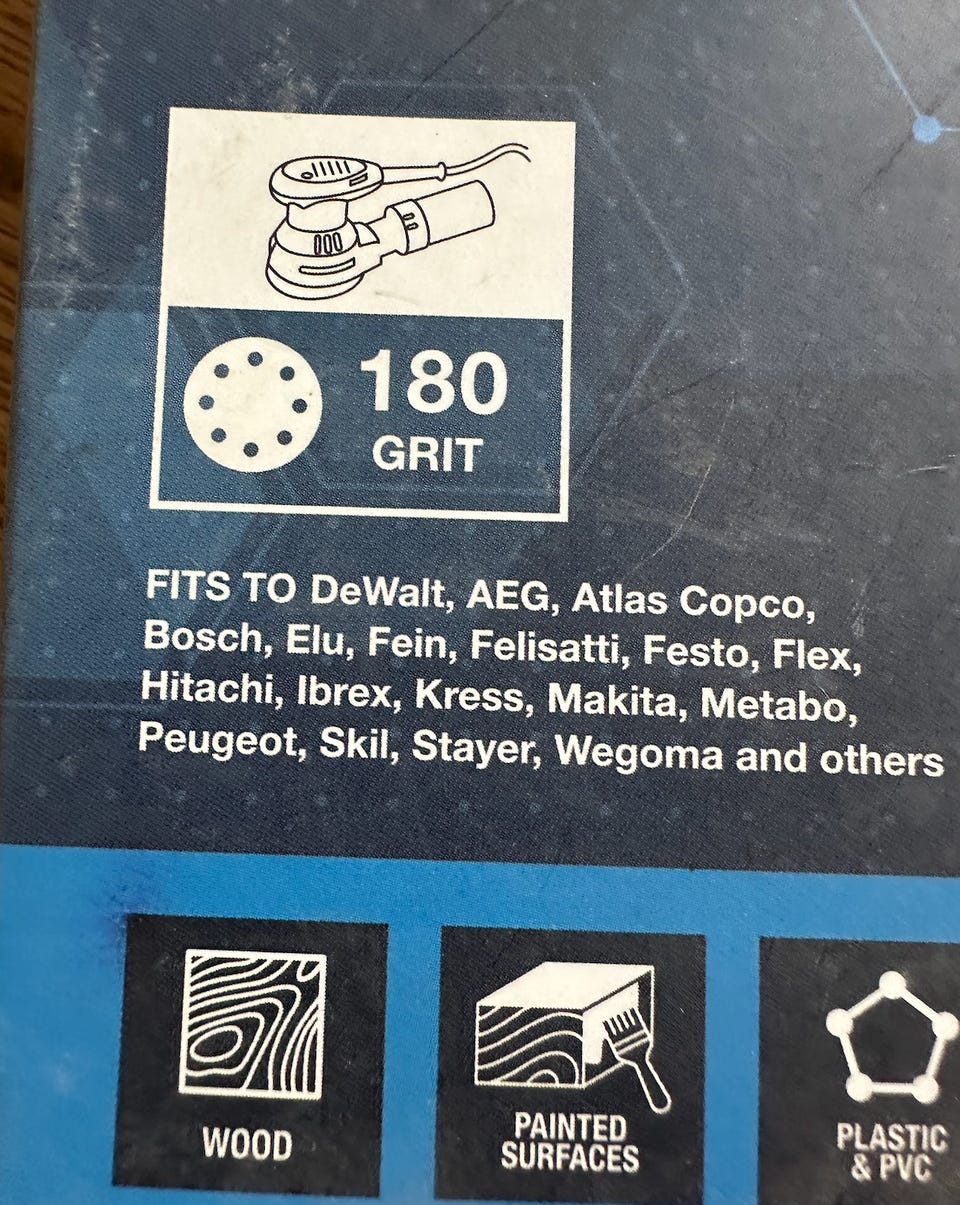 180
GRIT
FITS TO DeWalt, AEG, Atlas Copco,
Bosch, Elu, Fein, Felisatti, Festo, Flex,
Hitachi, Ibrex, Kress, Makita, Metabo,
Peugeot, Skil, Stayer, Wegoma and others
WOOD
PAINTED
SURFACES
PLASTIC
& PVC